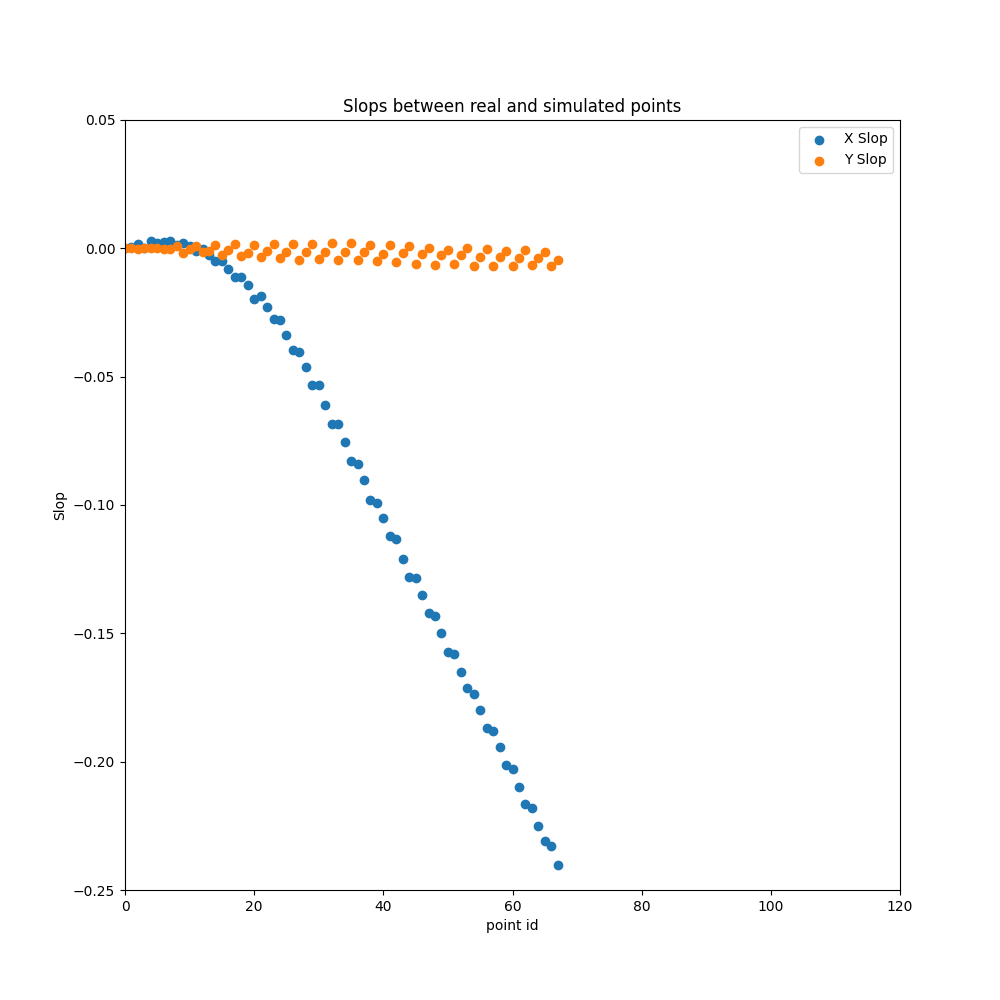 Slops between real and simulated points
X Slop
Y Slop
0.05
0.00
−0.05
−0.10
−0.15
−0.20
−0.25
Slop
0 20 40 60 80 100 120
point id